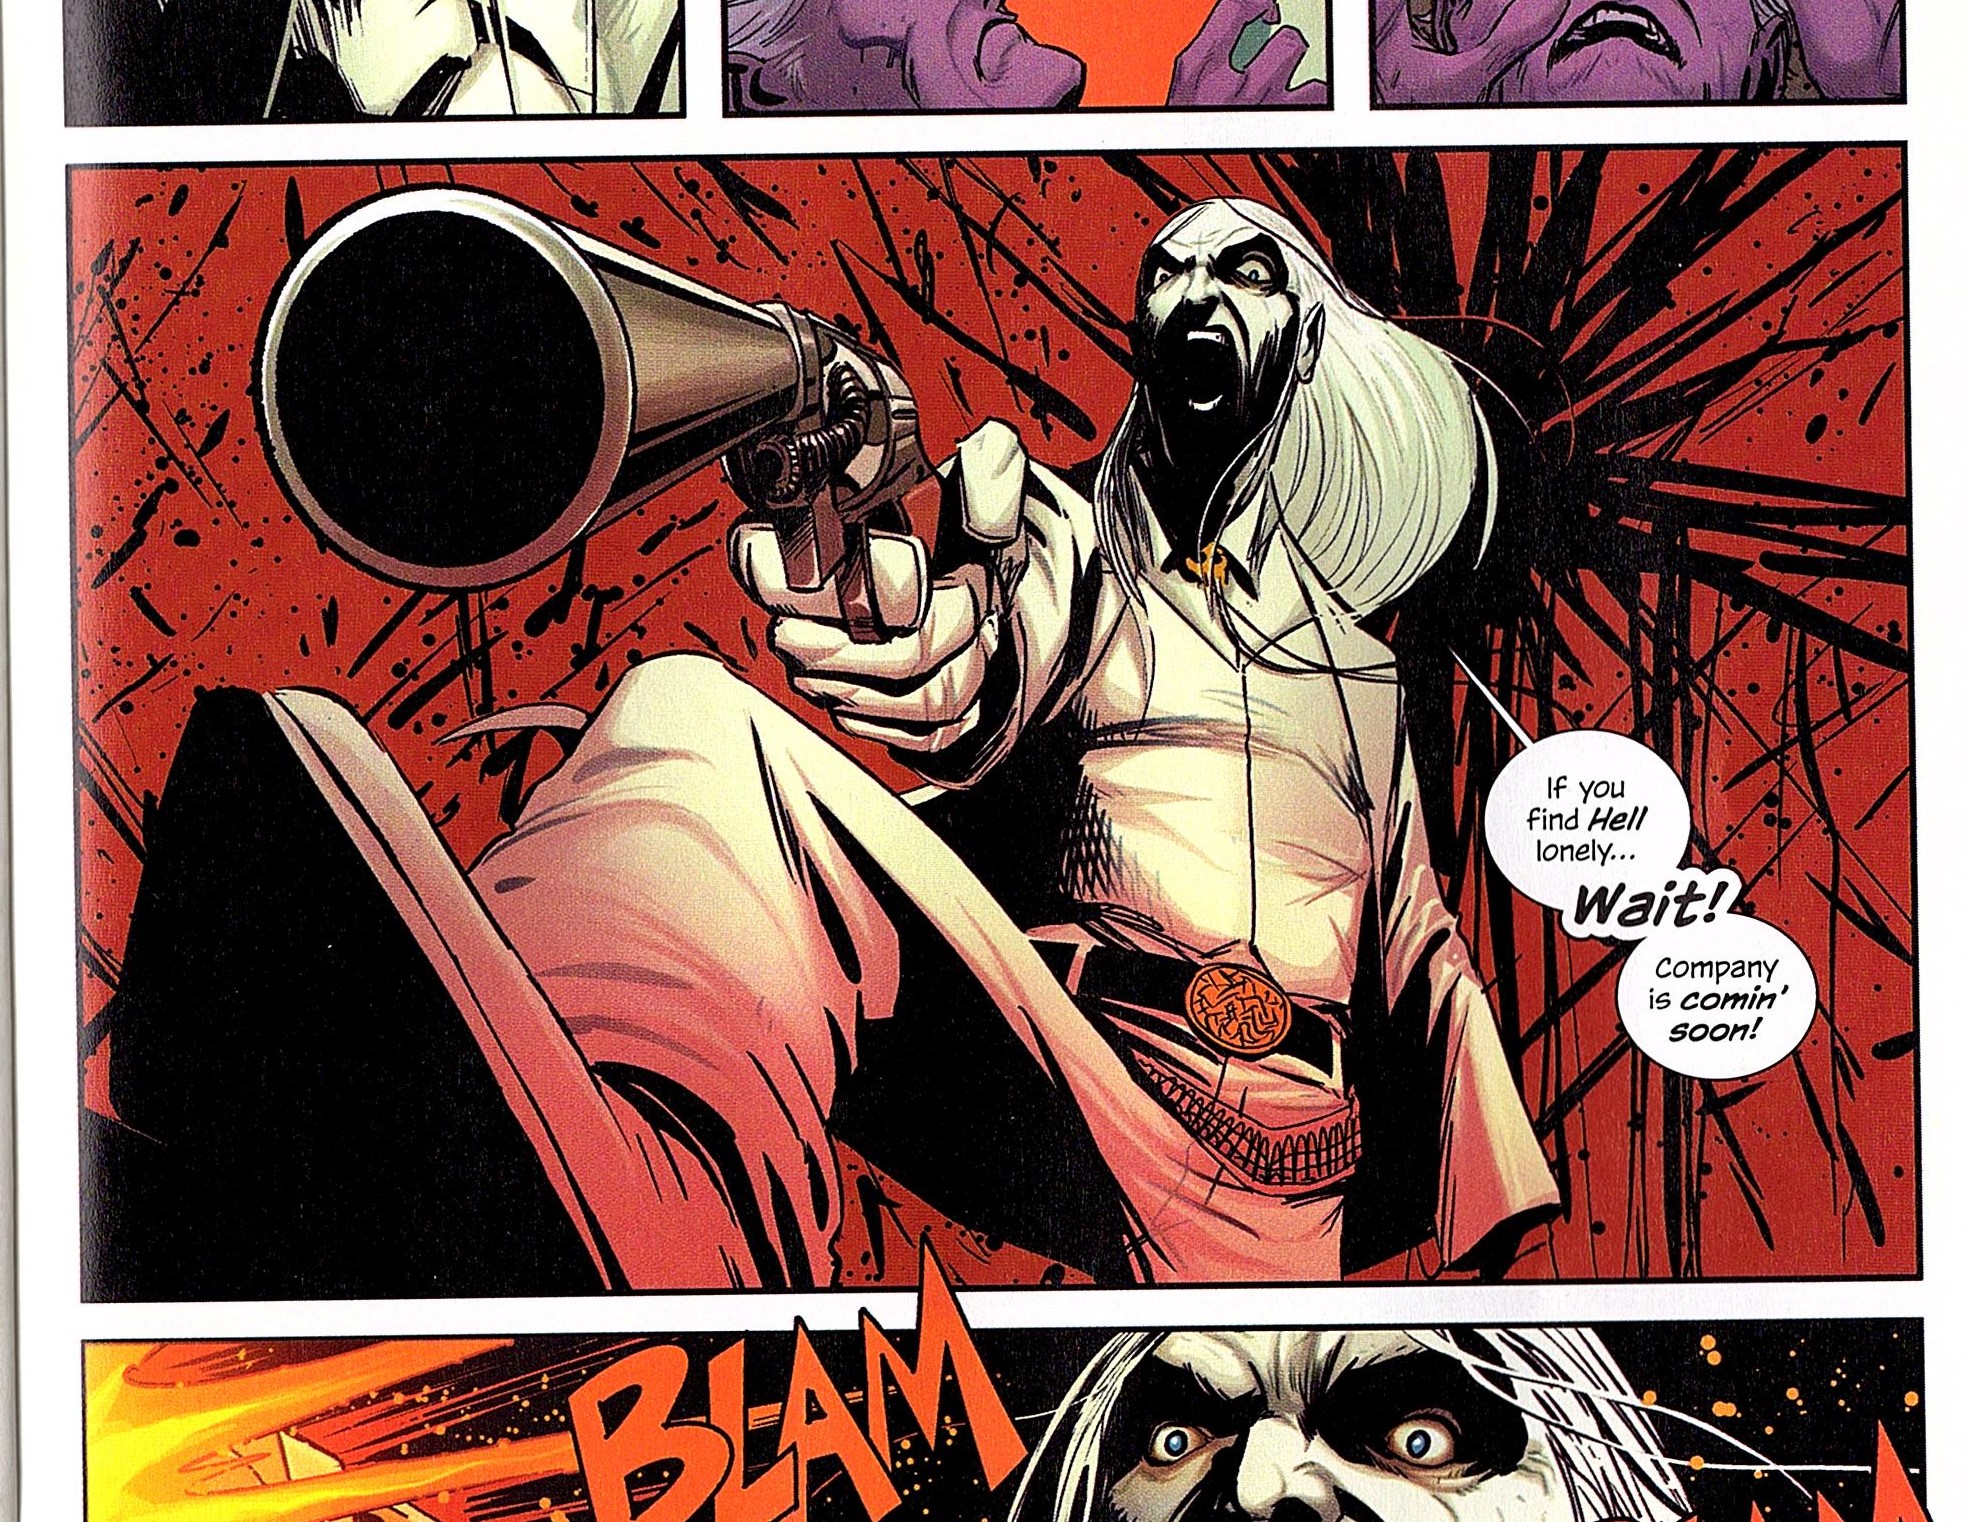 If you
find Hell
lonely...
Wait!
Company
is comin'
soon!
BLAM